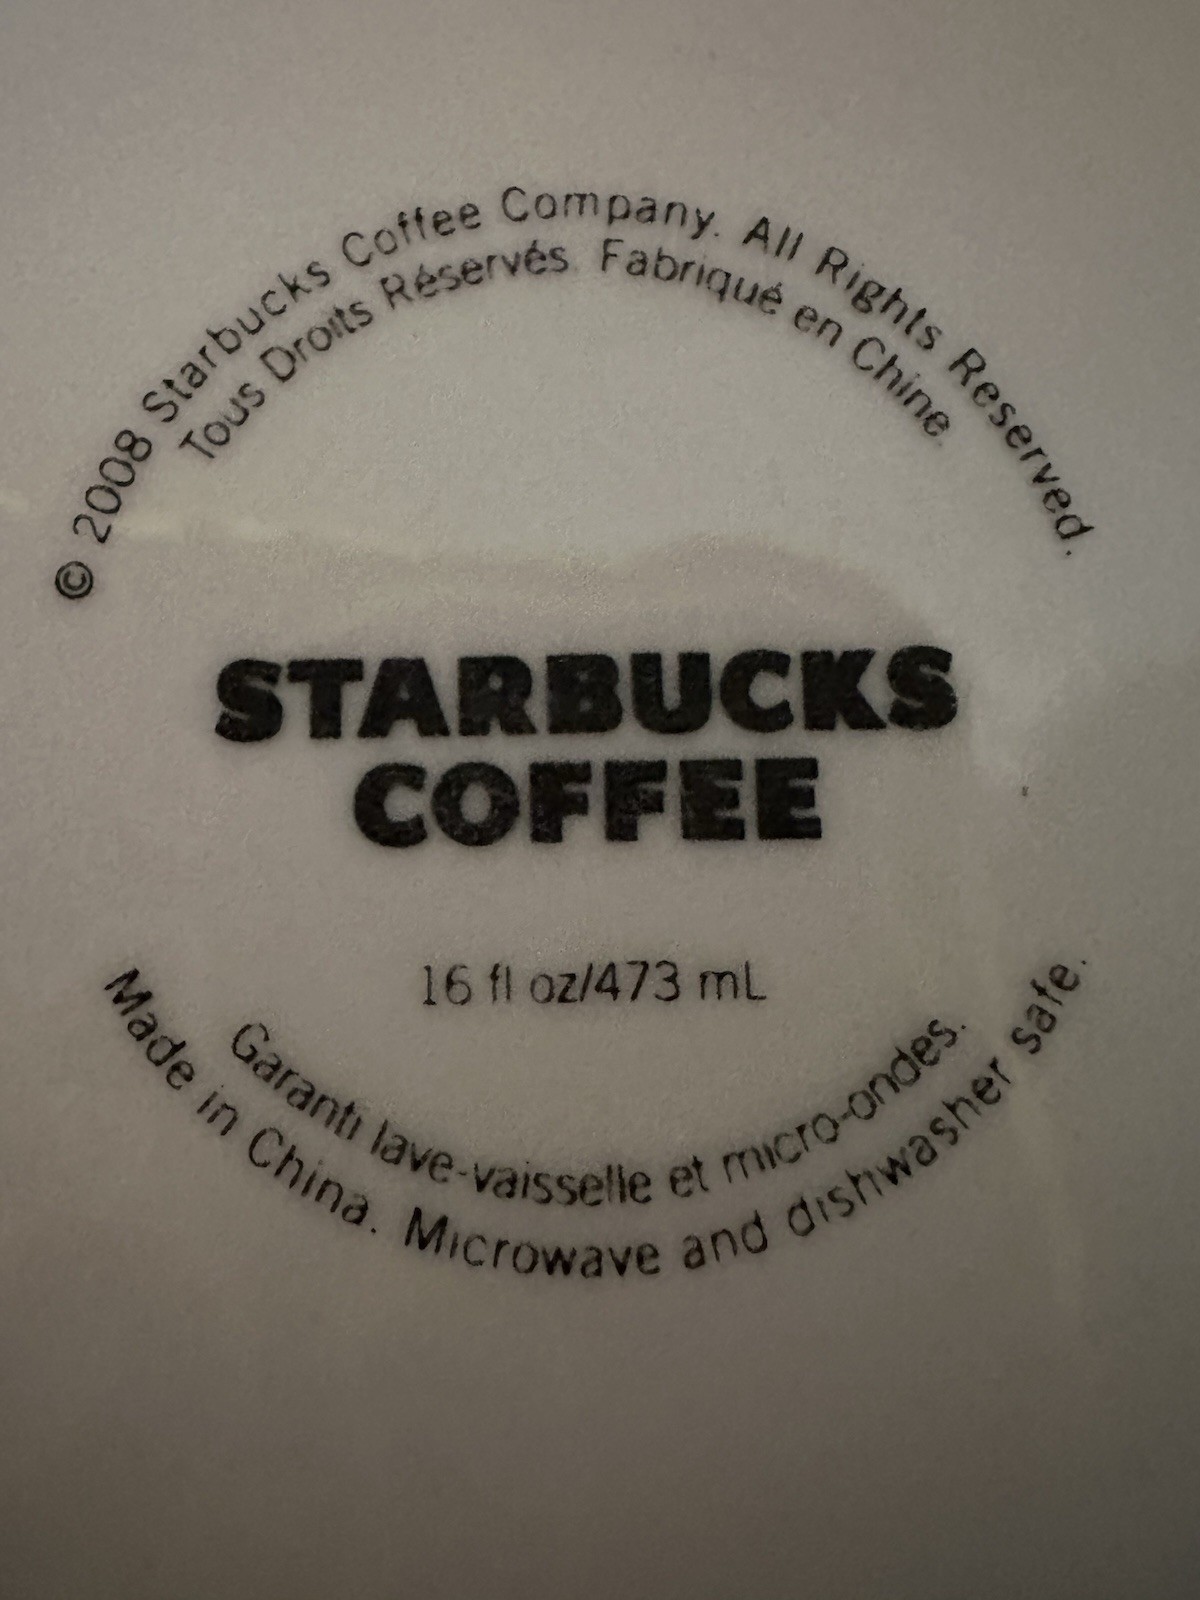 © 2008 Starbucks Coffee Company. All Rights Reserved.
Tous Droits Réservés. Fabriqué en Chine.
STARBUCKS
COFFEE
16 fl oz/473 mL
Garanti lave-vaisselle et micro-ondes.
Made in China. Microwave and dishwasher safe.